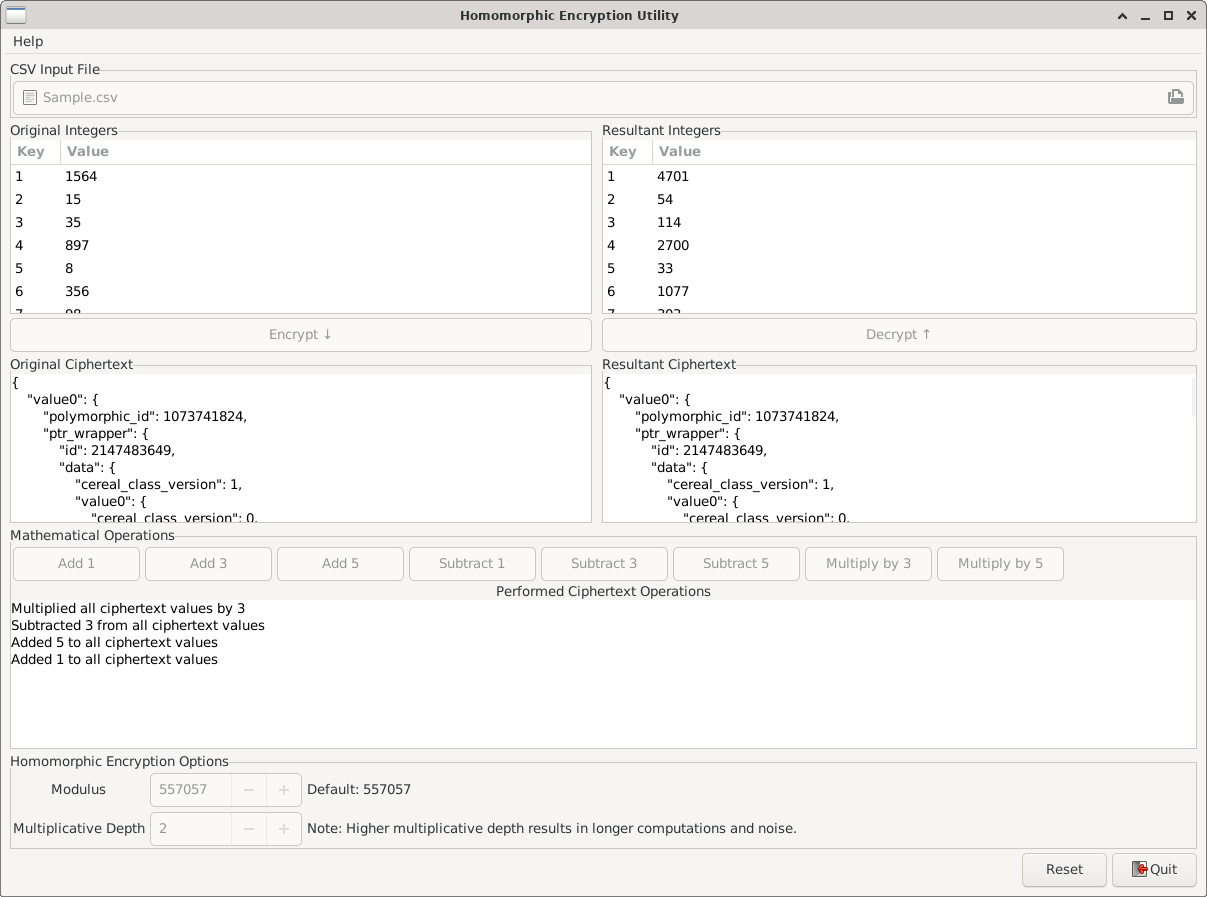 Homomorphic Encryption Utility
Help
CSV Input File
Sample.csv
Original Integers
Key Value
1 1564
2 15
3 35
4 897
5 8
6 356
Resultant Integers
Key Value
1 4701
2 54
3 114
4 2700
5 33
6 1077
Encrypt ↓
Decrypt ↑
Original Ciphertext
{
"value0": {
"polymorphic_id": 1073741824,
"ptr_wrapper": {
"id": 2147483649,
"data": {
"cereal_class_version": 1,
"value0": {
"cereal_class_version": 0,
Resultant Ciphertext
{
"value0": {
"polymorphic_id": 1073741824,
"ptr_wrapper": {
"id": 2147483649,
"data": {
"cereal_class_version": 1,
"value0": {
"cereal_class_version": 0,
Mathematical Operations
Add 1
Add 3
Add 5
Subtract 1
Subtract 3
Subtract 5
Multiply by 3
Multiply by 5
Performed Ciphertext Operations
Multiplied all ciphertext values by 3
Subtracted 3 from all ciphertext values
Added 5 to all ciphertext values
Added 1 to all ciphertext values
Homomorphic Encryption Options
Modulus 557057 − + Default: 557057
Multiplicative Depth 2 − + Note: Higher multiplicative depth results in longer computations and noise.
Reset
Quit